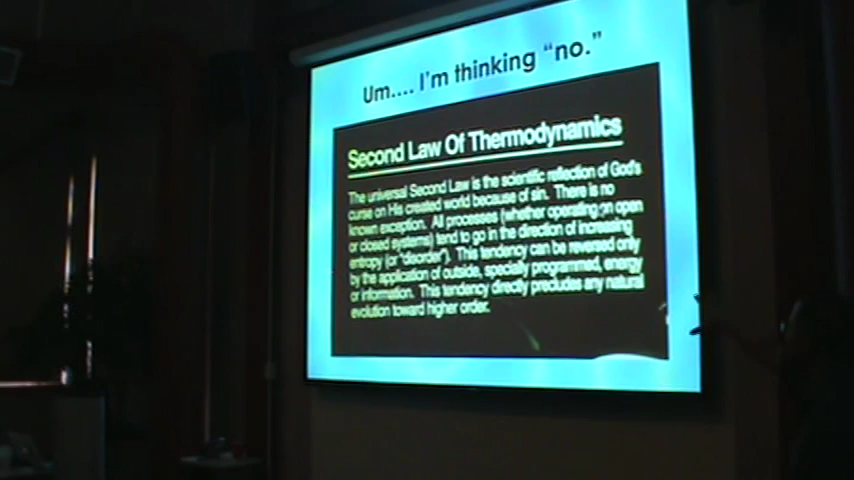 Um.... I'm thinking "no."
Second Law Of Thermodynamics
The universal Second Law is the scientific reflection of God's
curse on His created world because of sin. There is no
known exception. All processes (whether operating in open
or closed systems) tend to go in the direction of increasing
entropy (or "disorder"). This tendency can be reversed only
by the application of outside, specially programmed, energy
or information. This tendency directly precludes any natural
evolution toward higher order.